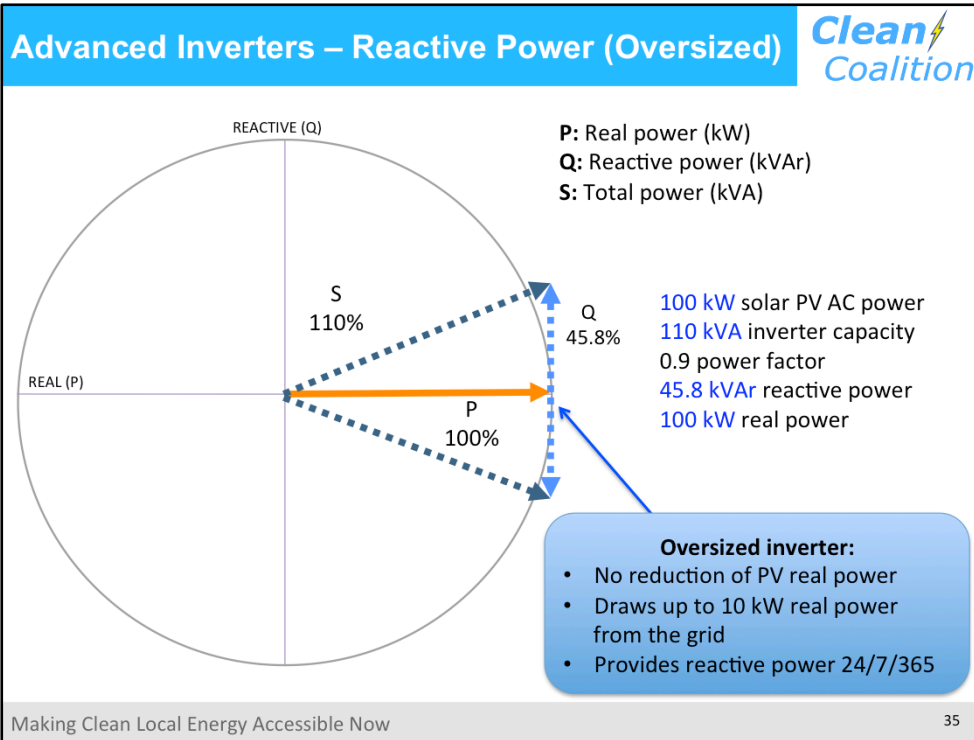 Advanced Inverters – Reactive Power (Oversized)
Clean
Coalition
REACTIVE (Q)
P: Real power (kW)
Q: Reactive power (kVAr)
S: Total power (kVA)
S
110%
Q
45.8%
100 kW solar PV AC power
110 kVA inverter capacity
0.9 power factor
45.8 kVAr reactive power
100 kW real power
REAL (P)
P
100%
Oversized inverter:
• No reduction of PV real power
• Draws up to 10 kW real power
from the grid
• Provides reactive power 24/7/365
Making Clean Local Energy Accessible Now
35